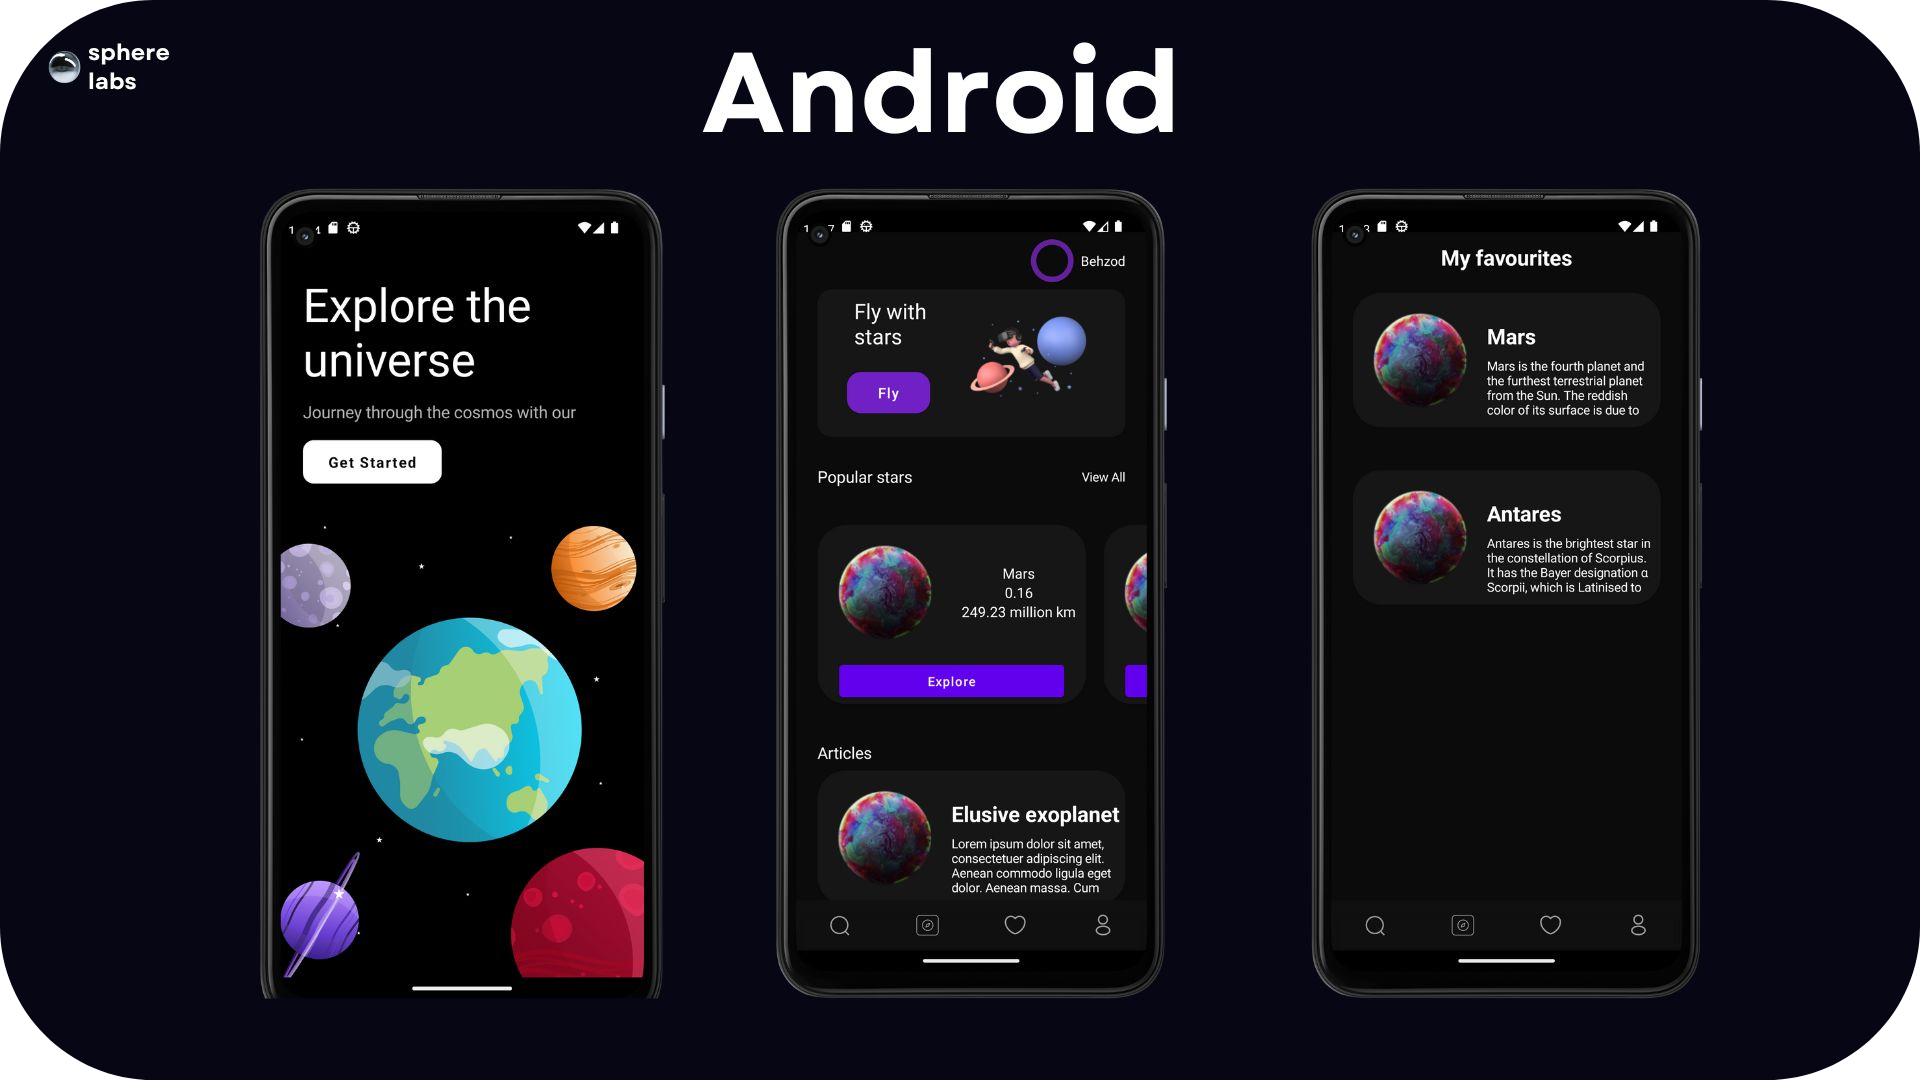 sphere
labs
Android
Explore the
universe
Journey through the cosmos with our
Get Started
Behzod
Fly with
stars
Fly
Popular stars
View All
Mars
0.16
249.23 million km
Explore
Articles
Elusive exoplanet
Lorem ipsum dolor sit amet,
consectetuer adipiscing elit.
Aenean commodo ligula eget
dolor. Aenean massa. Cum
My favourites
Mars
Mars is the fourth planet and
the furthest terrestrial planet
from the Sun. The reddish
color of its surface is due to
Antares
Antares is the brightest star in
the constellation of Scorpius.
It has the Bayer designation α
Scorpii, which is Latinised to